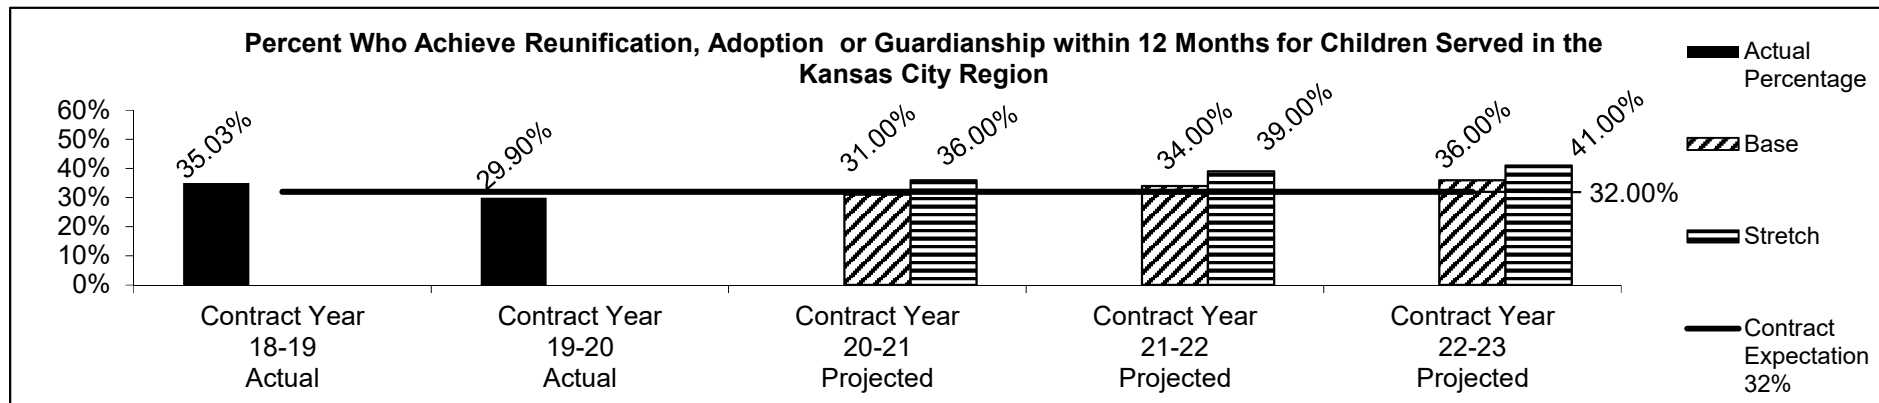 Percent Who Achieve Reunification, Adoption  or Guardianship within 12 Months for Children Served in the
Kansas City Region
60%
50%
40%
30%
20%
10%
0%
35.03%
29.90%
31.00%
36.00%
34.00%
39.00%
36.00%
41.00%
32.00%
Contract Year
18-19
Actual
Contract Year
19-20
Actual
Contract Year
20-21
Projected
Contract Year
21-22
Projected
Contract Year
22-23
Projected
Actual
Percentage
Base
Stretch
Contract
Expectation
32%